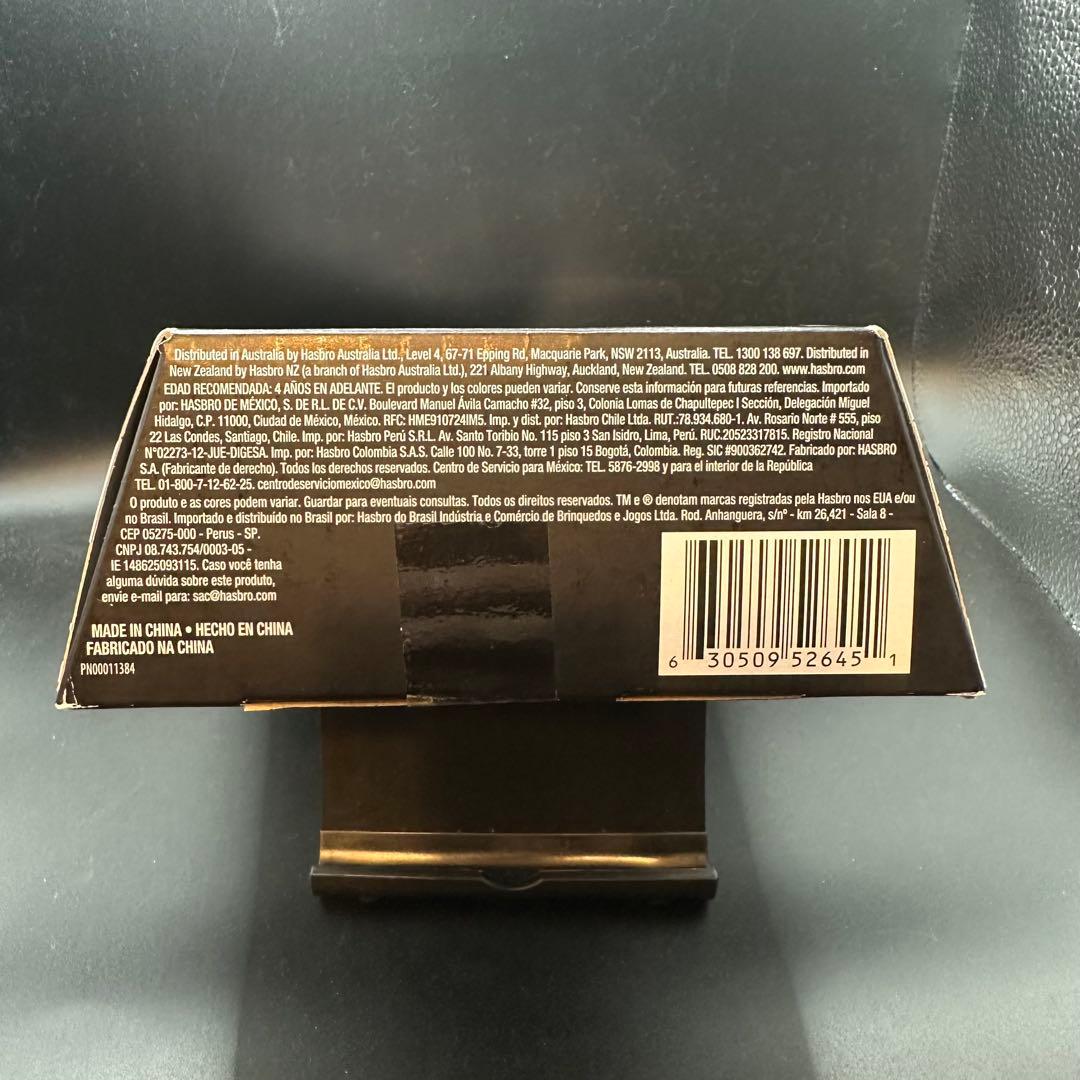 Distributed in Australia by Hasbro Australia Ltd., Level 4, 67-71 Epping Rd, Macquarie Park, NSW 2113, Australia. TEL. 1300 138 697. Distributed in
New Zealand by Hasbro NZ (a branch of Hasbro Australia Ltd.), 221 Albany Highway, Auckland, New Zealand. TEL. 0508 828 200. www.hasbro.com
EDAD RECOMENDADA: 4 AÑOS EN ADELANTE. El producto y los colores pueden variar. Conserve esta información para futuras referencias. Importado
por: HASBRO DE MÉXICO, S. DE R.L. DE C.V. Boulevard Manuel Ávila Camacho #32, piso 3, Colonia Lomas de Chapultepec I Sección, Delegación Miguel
Hidalgo, C.P. 11000, Ciudad de México, México. RFC: HME910724IM5. Imp. y dist. por: Hasbro Chile Ltda. RUT.:78.934.680-1. Av. Rosario Norte # 555, piso
22 Las Condes, Santiago, Chile. Imp. por: Hasbro Perú S.R.L. Av. Santo Toribio No. 115 piso 3 San Isidro, Lima, Perú. RUC.20523317815. Registro Nacional
N°02273-12-JUE-DIGESA. Imp. por: Hasbro Colombia S.A.S. Calle 100 No. 7-33, torre 1 piso 15 Bogotá, Colombia. Reg. SIC #900362742. Fabricado por: HASBRO
S.A. (Fabricante de derecho). Todos los derechos reservados. Centro de Servicio para México: TEL. 5876-2998 y para el interior de la República
TEL. 01-800-7-12-62-25. centrodeserviciomexico@hasbro.com
O produto e as cores podem variar. Guardar para eventuais consultas. Todos os direitos reservados. TM e ® denotam marcas registradas pela Hasbro nos EUA e/ou
no Brasil. Importado e distribuído no Brasil por: Hasbro do Brasil Indústria e Comércio de Brinquedos e Jogos Ltda. Rod. Anhanguera, s/nº - km 26,421 - Sala 8 -
CEP 05275-000 - Perus - SP.
CNPJ 08.743.754/0003-05 -
IE 148625093115. Caso você tenha
alguma dúvida sobre este produto,
envie e-mail para: sac@hasbro.com
MADE IN CHINA • HECHO EN CHINA
FABRICADO NA CHINA
PN00011384
6 30509 52645 1